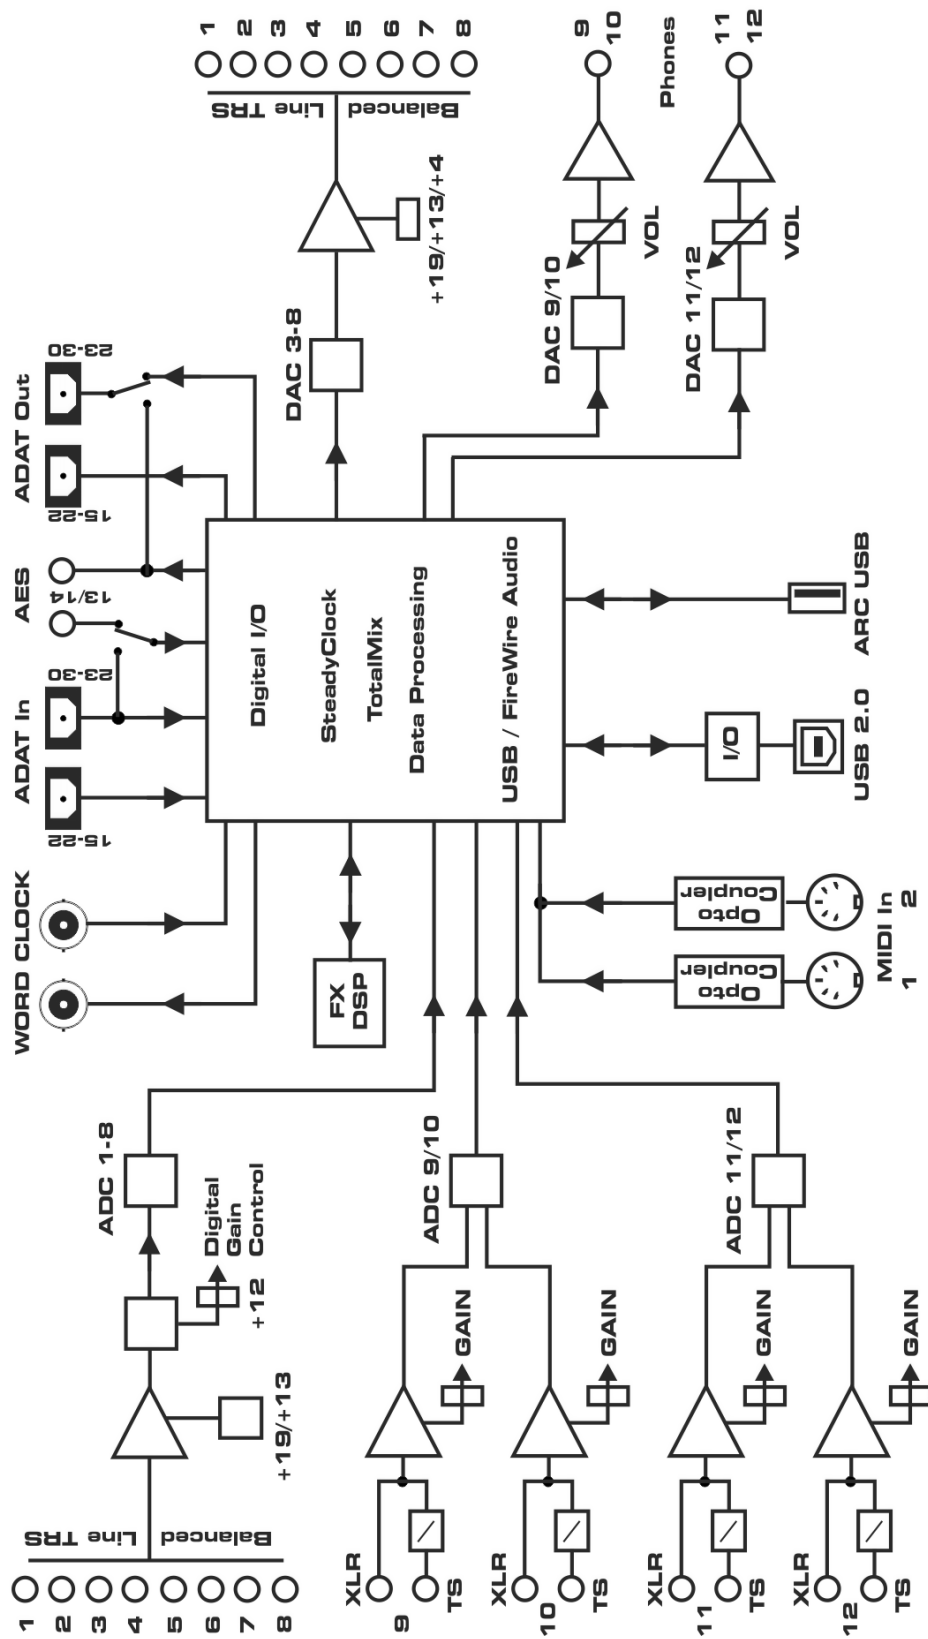 1
2
3
4
5
6
7
8
Balanced Line TRS
+19/+13
+12
Digital
Gain
Control
ADC 1-8
XLR
9
TS
GAIN
XLR
10
TS
GAIN
ADC 9/10
XLR
11
TS
GAIN
XLR
12
TS
GAIN
ADC 11/12
WORD CLOCK
ADAT In
15-22
23-30
AES
13/14
ADAT Out
15-22
23-30
FX
DSP
Digital I/O
SteadyClock
TotalMix
Data Processing
USB / FireWire Audio
Opto
Coupler
Opto
Coupler
MIDI In
1 2
I/O
USB 2.0
ARC USB
DAC 3-8
+19/+13/+4
Balanced Line TRS
1
2
3
4
5
6
7
8
DAC 9/10
VOL
9
10
Phones
DAC 11/12
VOL
11
12